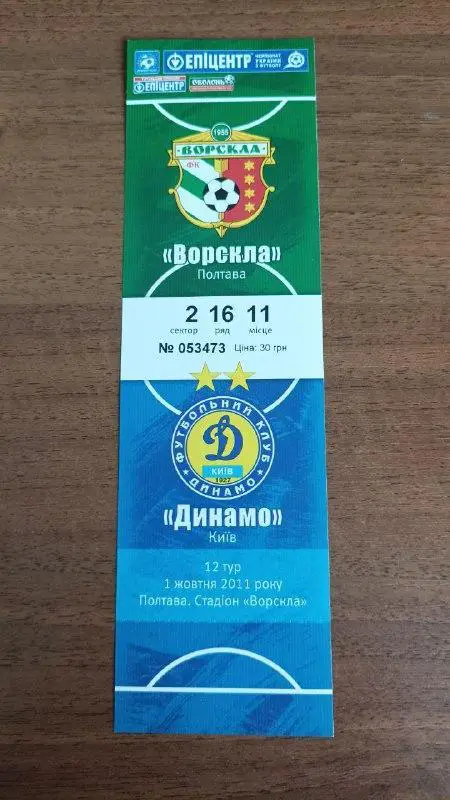 ЕПІЦЕНТР
ЧЕМПІОНАТ
УКРАЇНИ
З ФУТБОЛУ
ЕПІЦЕНТР
ОБОЛОНЬ
1955
ВОРСКЛА
ФК
«Ворскла»
Полтава
2 16 11
сектор ряд місце
№ 053473 Ціна: 30 грн
ФУТБОЛЬНИЙ КЛУБ
Д
КИЇВ
1927
ДИНАМО
«Динамо»
Київ
12 тур
1 жовтня 2011 року
Полтава. Стадіон «Ворскла»